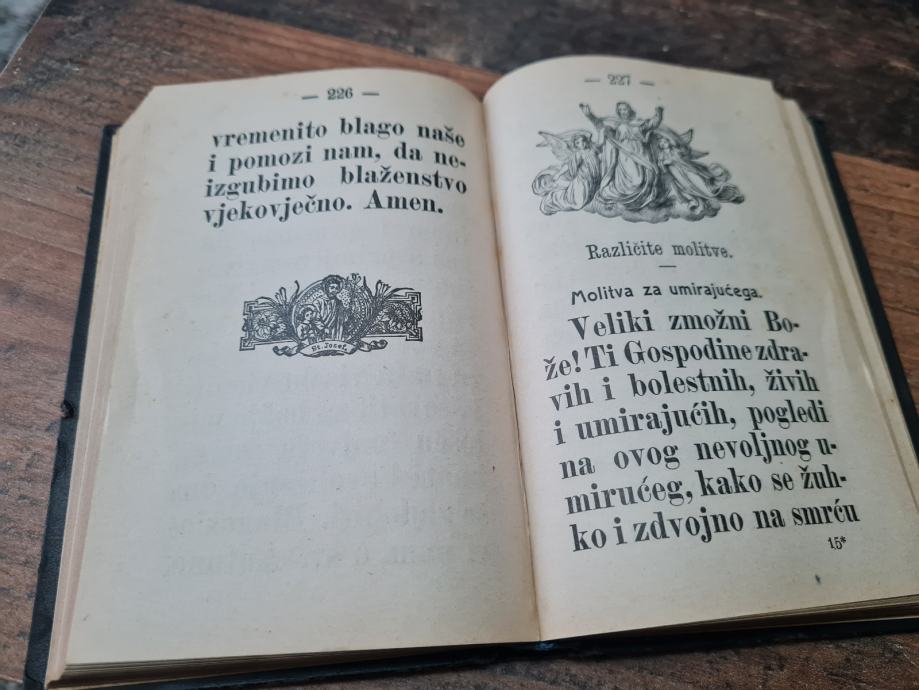 — 226 —
vremenito blago naše
i pomozi nam, da ne-
izgubimo blaženstvo
vjekovječno. Amen.
St. Josef.
— 227 —
Različite molitve.
Molitva za umirajućega.
Veliki zmožni Bo-
že! Ti Gospodine zdra-
vih i bolestnih, živih
i umirajućih, pogledi
na ovog nevoljnog u-
mirućeg, kako se žuh-
ko i zdvojno na smrću
15*